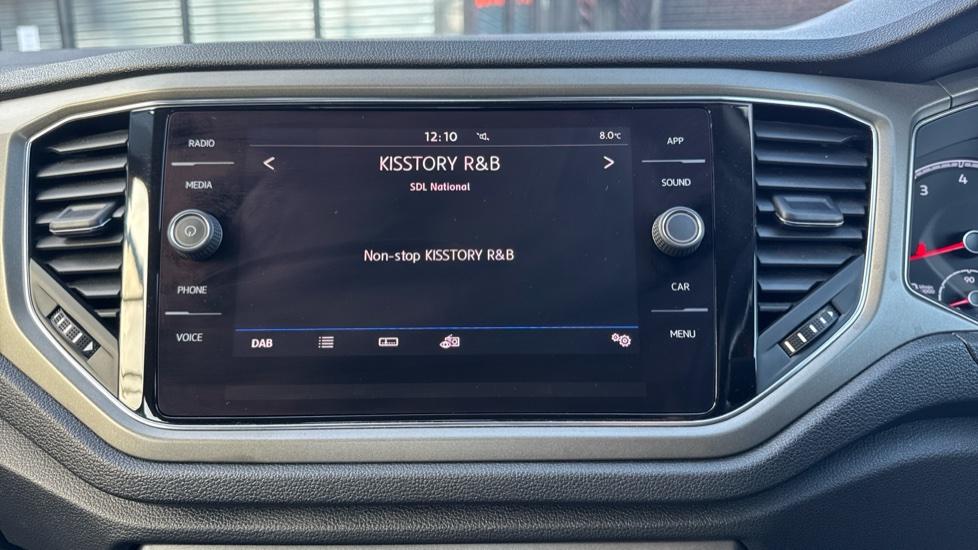 12:10 8.0°C
RADIO
APP
KISSTORY R&B
MEDIA
SDL National
SOUND
Non-stop KISSTORY R&B
PHONE
CAR
VOICE
DAB
MENU
3 4
90